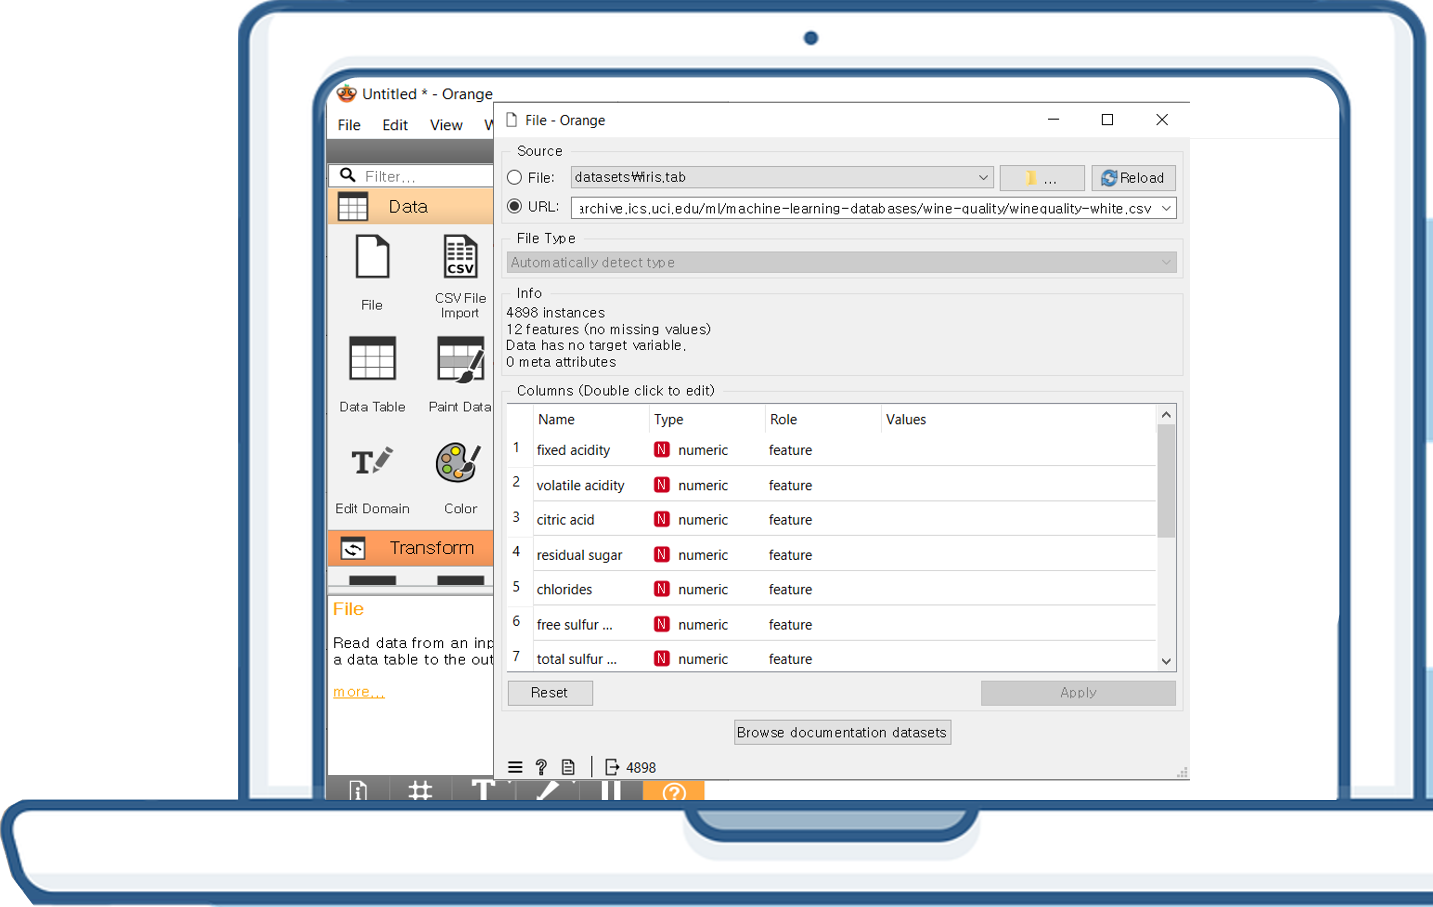 Untitled * - Orange
File Edit View
File - Orange
Filter...
Data
File
CSV
CSV File
Import
Data Table
Paint Data
Edit Domain
Color
Transform
File
Read data from an inp
a data table to the out
more...
Source
File: datasets₩iris.tab ... Reload
URL: archive.ics.uci.edu/ml/machine-learning-databases/wine-quality/winequality-white.csv
File Type
Automatically detect type
Info
4898 instances
12 features (no missing values)
Data has no target variable.
0 meta attributes
Columns (Double click to edit)
Name Type Role Values
1 fixed acidity N numeric feature
2 volatile acidity N numeric feature
3 citric acid N numeric feature
4 residual sugar N numeric feature
5 chlorides N numeric feature
6 free sulfur ... N numeric feature
7 total sulfur ... N numeric feature
Reset Apply
Browse documentation datasets
? 4898